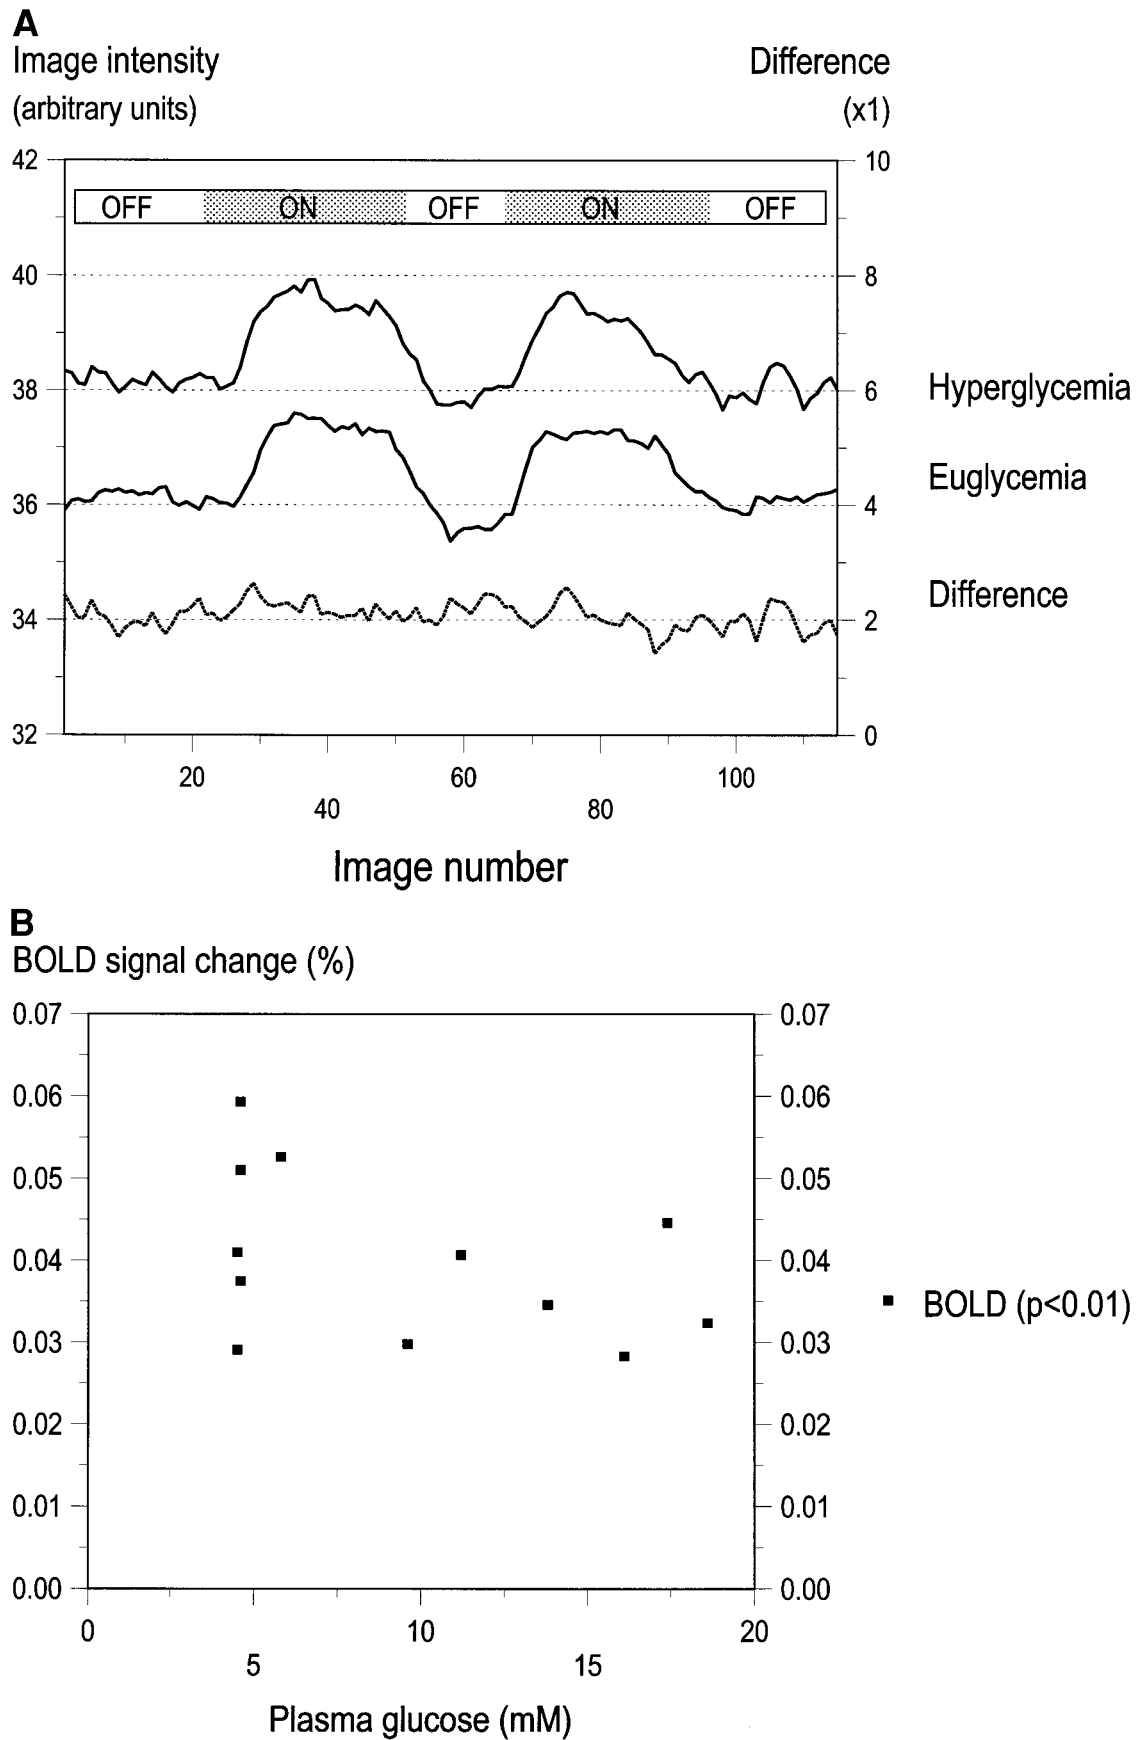 A
Image intensity
(arbitrary units)
Difference
(x1)
42
10
OFF ON OFF ON OFF
40
8
38
6
Hyperglycemia
Euglycemia
36
4
Difference
34
2
32
0
20
60
100
40
80
Image number
B
BOLD signal change (%)
0.07
0.07
0.06
0.06
0.05
0.05
0.04
0.04
BOLD (p<0.01)
0.03
0.03
0.02
0.02
0.01
0.01
0.00
0.00
0
10
20
5
15
Plasma glucose (mM)